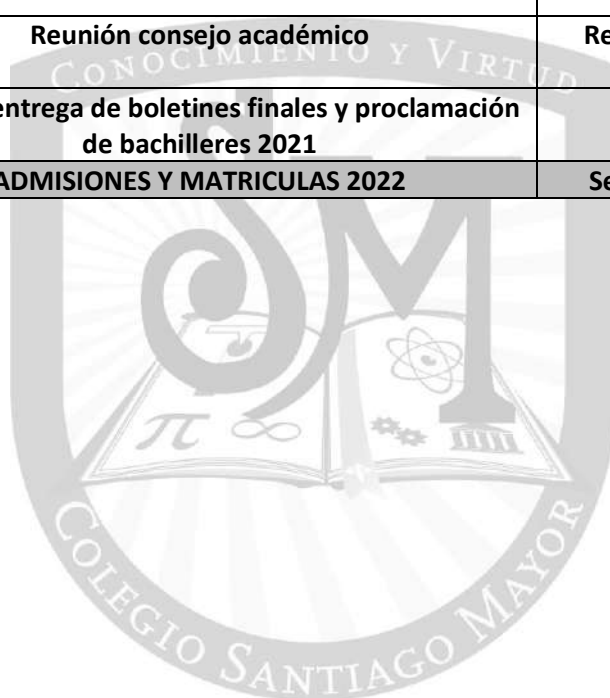 Reunión consejo académico Re
CONOCIMIENTO Y VIRTUD
entrega de boletines finales y proclamación
de bachilleres 2021
ADMISIONES Y MATRICULAS 2022 Se
SM
π ∞
COLEGIO SANTIAGO MAYOR